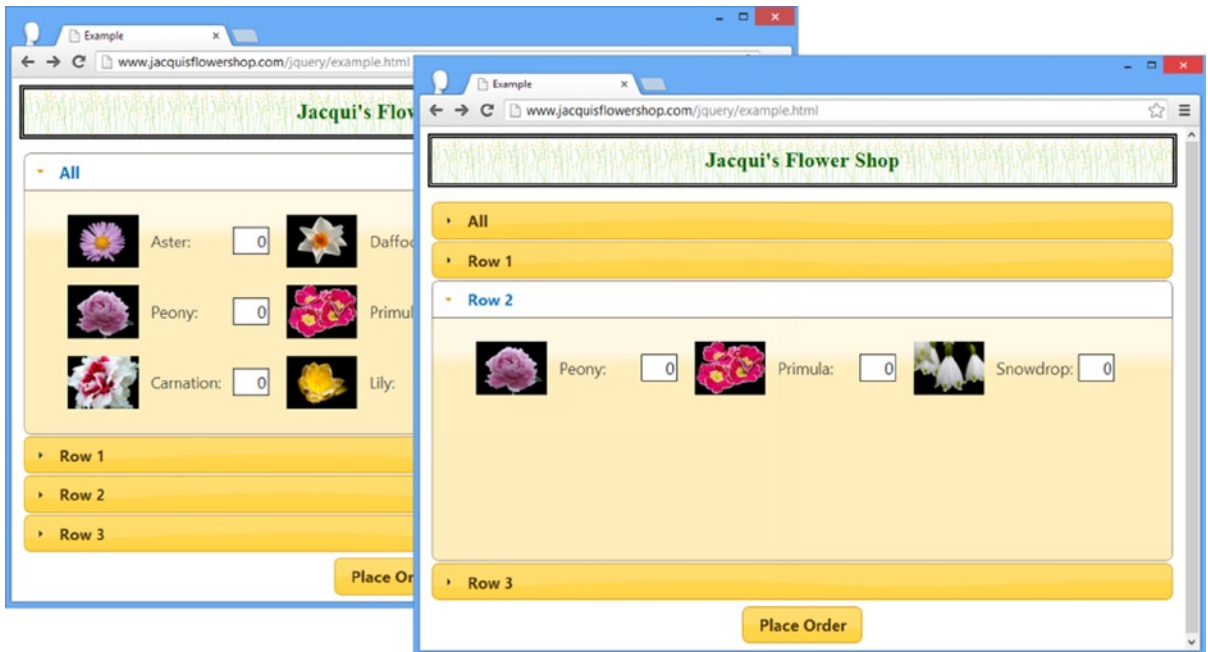 Example
www.jacquisflowershop.com/jquery/example.html
Jacqui's Flow
All
Aster: 0 Daffoc
Peony: 0 Primul
Carnation: 0 Lily:
Row 1
Row 2
Row 3
Place Or
Example
www.jacquisflowershop.com/jquery/example.html
Jacqui's Flower Shop
All
Row 1
Row 2
Peony: 0 Primula: 0 Snowdrop: 0
Row 3
Place Order